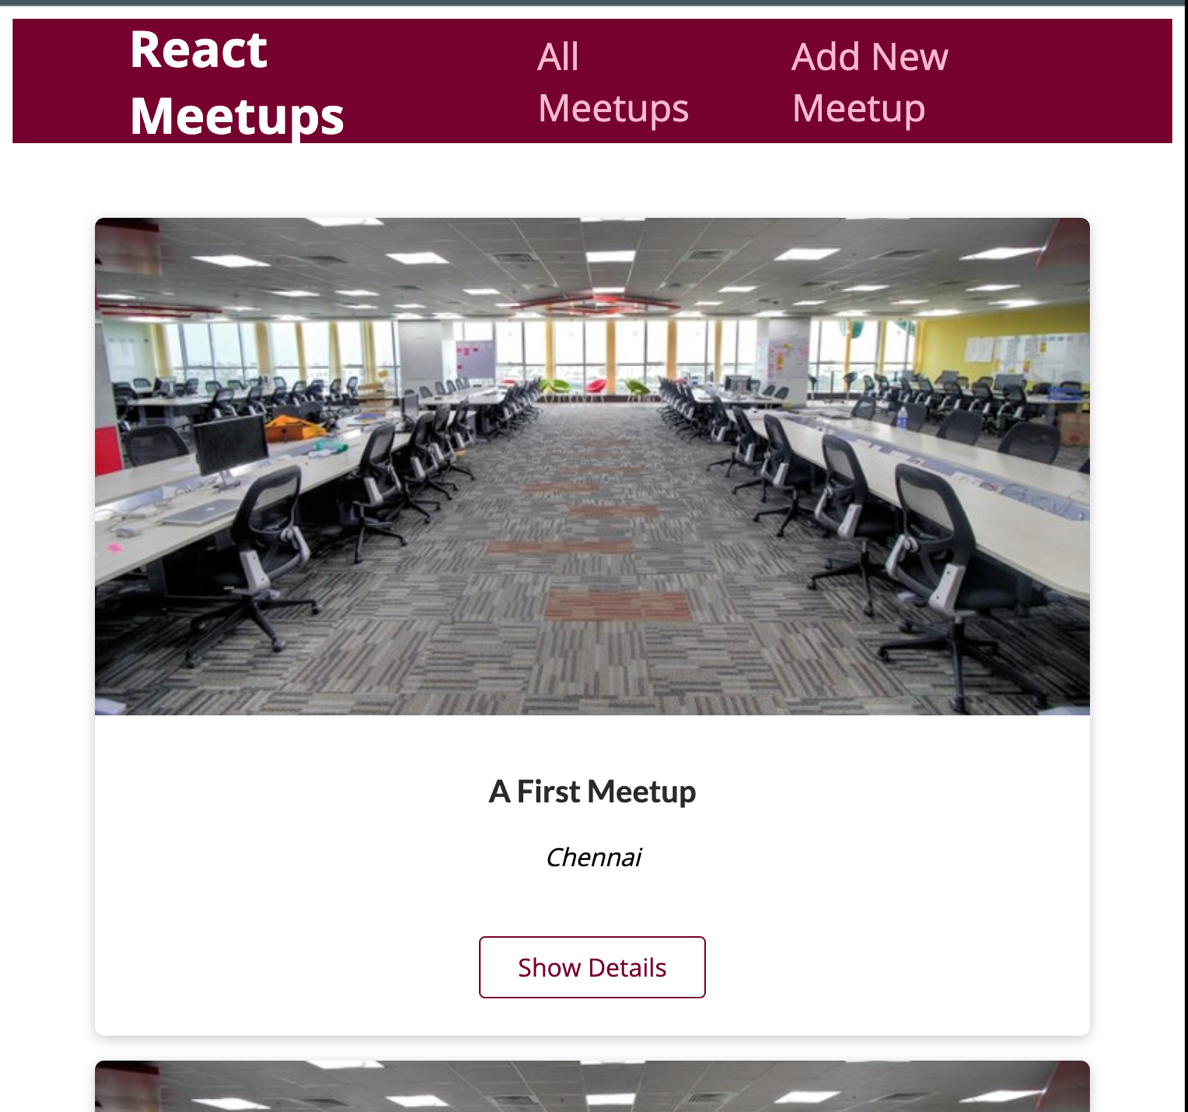 React
Meetups
All
Meetups
Add New
Meetup
A First Meetup
Chennai
Show Details